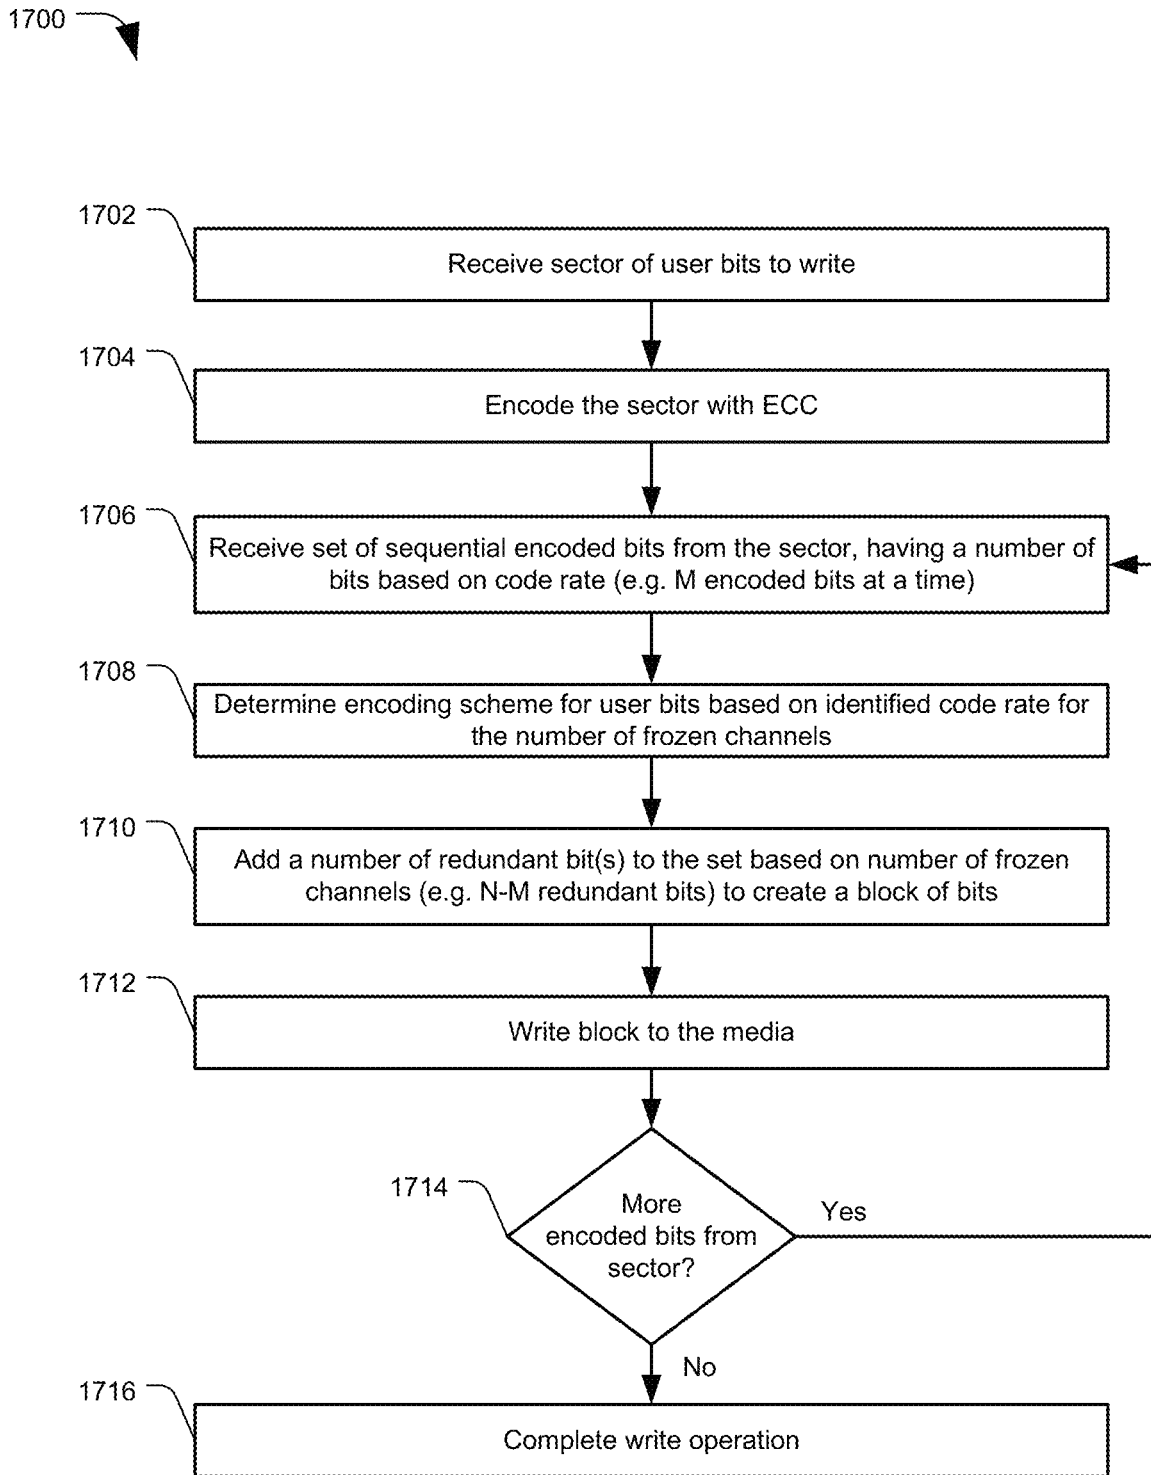 1700
1702
Receive sector of user bits to write
1704
Encode the sector with ECC
1706
Receive set of sequential encoded bits from the sector, having a number of
bits based on code rate (e.g. M encoded bits at a time)
1708
Determine encoding scheme for user bits based on identified code rate for
the number of frozen channels
1710
Add a number of redundant bit(s) to the set based on number of frozen
channels (e.g. N-M redundant bits) to create a block of bits
1712
Write block to the media
1714
More
encoded bits from
sector?
Yes
No
1716
Complete write operation